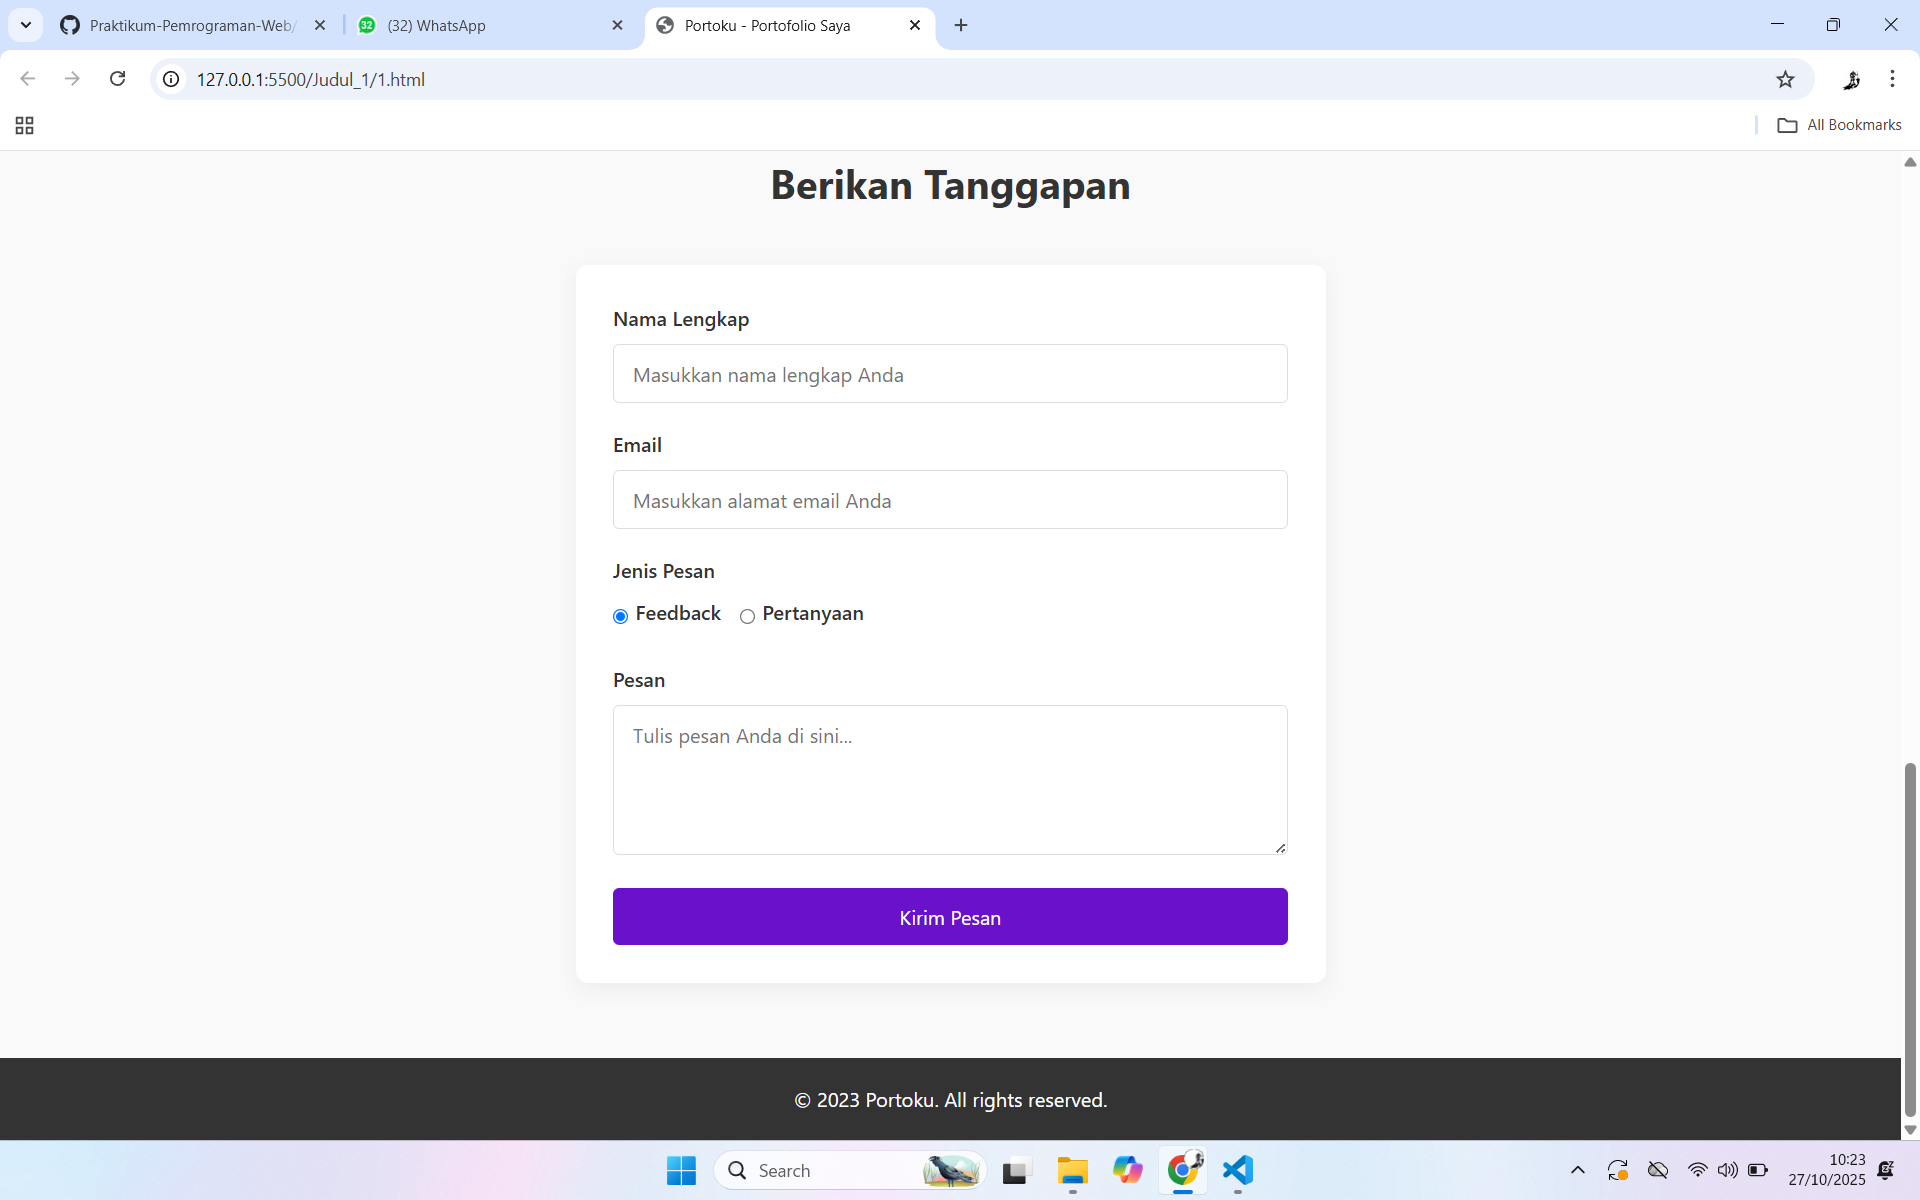 Praktikum-Pemrograman-Web/
(32) WhatsApp
Portoku - Portofolio Saya
127.0.0.1:5500/Judul_1/1.html
All Bookmarks
Berikan Tanggapan
Nama Lengkap
Masukkan nama lengkap Anda
Email
Masukkan alamat email Anda
Jenis Pesan
Feedback Pertanyaan
Pesan
Tulis pesan Anda di sini...
Kirim Pesan
© 2023 Portoku. All rights reserved.
Search
10:23
27/10/2025